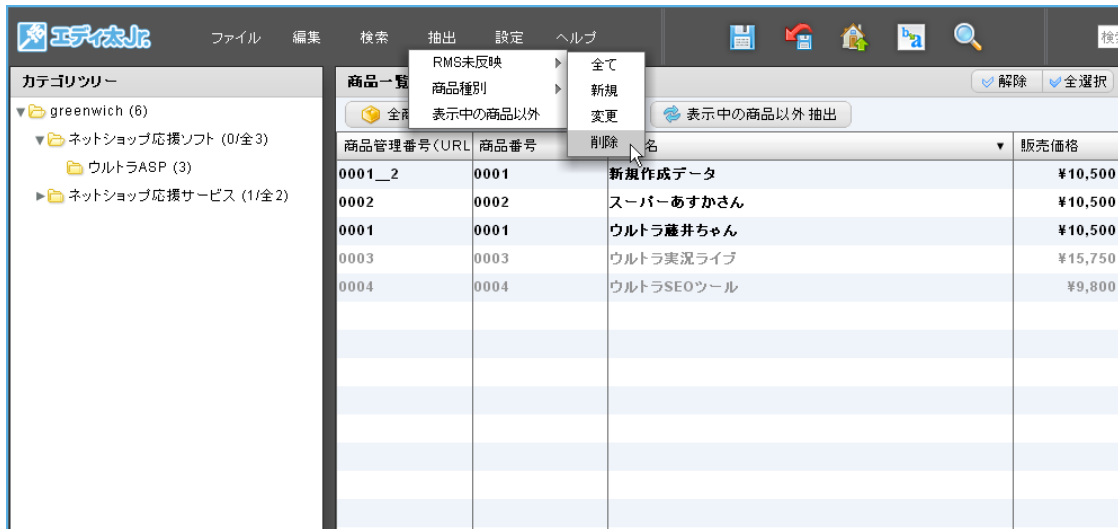 エディ太Jr.
ファイル 編集 検索 抽出 設定 ヘルプ
カテゴリツリー
greenwich (6)
ネットショップ応援ソフト (0/全3)
ウルトラASP (3)
ネットショップ応援サービス (1/全2)
RMS未反映
商品種別
表示中の商品以外
全て
新規
変更
削除
商品一覧
解除 全選択
表示中の商品以外 抽出
商品管理番号(URL 商品番号 名 販売価格
0001__2 0001 新規作成データ ¥10,500
0002 0002 スーパーあすかさん ¥10,500
0001 0001 ウルトラ藤井ちゃん ¥10,500
0003 0003 ウルトラ実況ライブ ¥15,750
0004 0004 ウルトラSEOツール ¥9,800